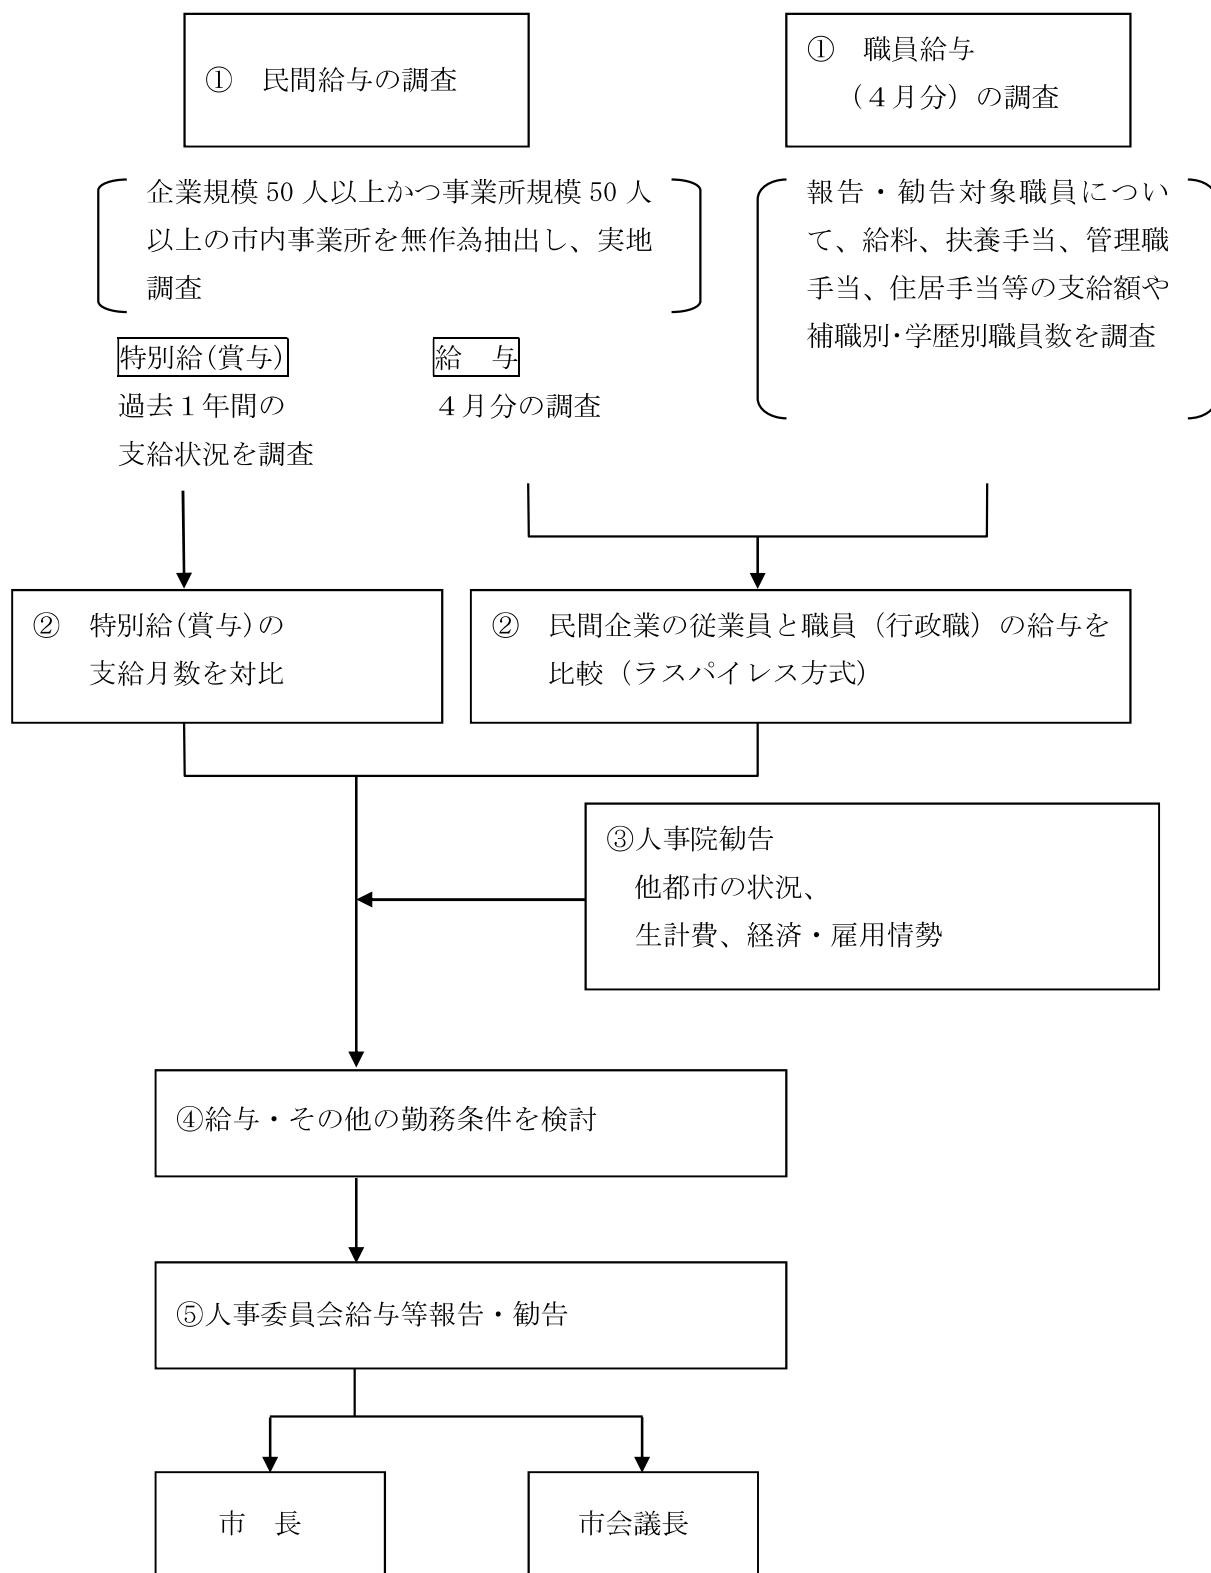 ① 民間給与の調査
① 職員給与
（４月分）の調査
企業規模 50 人以上かつ事業所規模 50 人
以上の市内事業所を無作為抽出し、実地
調査
報告・勧告対象職員につい
て、給料、扶養手当、管理職
手当、住居手当等の支給額や
補職別・学歴別職員数を調査
特別給(賞与)
過去１年間の
支給状況を調査
給　与
４月分の調査
② 特別給(賞与)の
支給月数を対比
② 民間企業の従業員と職員（行政職）の給与を
比較（ラスパイレス方式）
③人事院勧告
他都市の状況、
生計費、経済・雇用情勢
④給与・その他の勤務条件を検討
⑤人事委員会給与等報告・勧告
市　長
市会議長